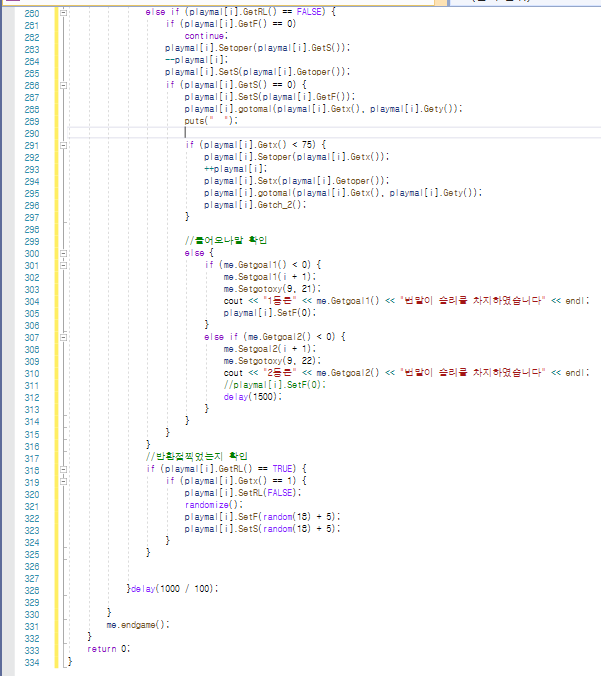 280 else if (playmal[i].GetRL() == FALSE) {
281 if (playmal[i].GetF() == 0)
282 continue;
283 playmal[i].Setoper(playmal[i].GetS());
284 --playmal[i];
285 playmal[i].SetS(playmal[i].Getoper());
286 if (playmal[i].GetS() == 0) {
287 playmal[i].SetS(playmal[i].GetF());
288 playmal[i].gotomal(playmal[i].Getx(), playmal[i].Gety());
289 puts("  ");
290
291 if (playmal[i].Getx() < 75) {
292 playmal[i].Setoper(playmal[i].Getx());
293 ++playmal[i];
294 playmal[i].Setx(playmal[i].Getoper());
295 playmal[i].gotomal(playmal[i].Getx(), playmal[i].Gety());
296 playmal[i].Getch_2();
297 }
298
299 //들어오나말 확인
300 else {
301 if (me.Getgoal1() < 0) {
302 me.Setgoal1(i + 1);
303 me.Setgotoxy(9, 21);
304 cout << "1등은" << me.Getgoal1() << "번말이 승리를 차지하였습니다" << endl;
305 playmal[i].SetF(0);
306 }
307 else if (me.Getgoal2() < 0) {
308 me.Setgoal2(i + 1);
309 me.Setgotoxy(9, 22);
310 cout << "2등은" << me.Getgoal2() << "번말이 승리를 차지하였습니다" << endl;
311 //playmal[i].SetF(0);
312 delay(1500);
313 }
314 }
315 }
316 }
317 //반환점찍었는지 확인
318 if (playmal[i].GetRL() == TRUE) {
319 if (playmal[i].Getx() == 1) {
320 playmal[i].SetRL(FALSE);
321 randomize();
322 playmal[i].SetF(random(18) + 5);
323 playmal[i].SetS(random(18) + 5);
324 }
325 }
326
327
328 }delay(1000 / 100);
329
330 }
331 me.endgame();
332 }
333 return 0;
334 }